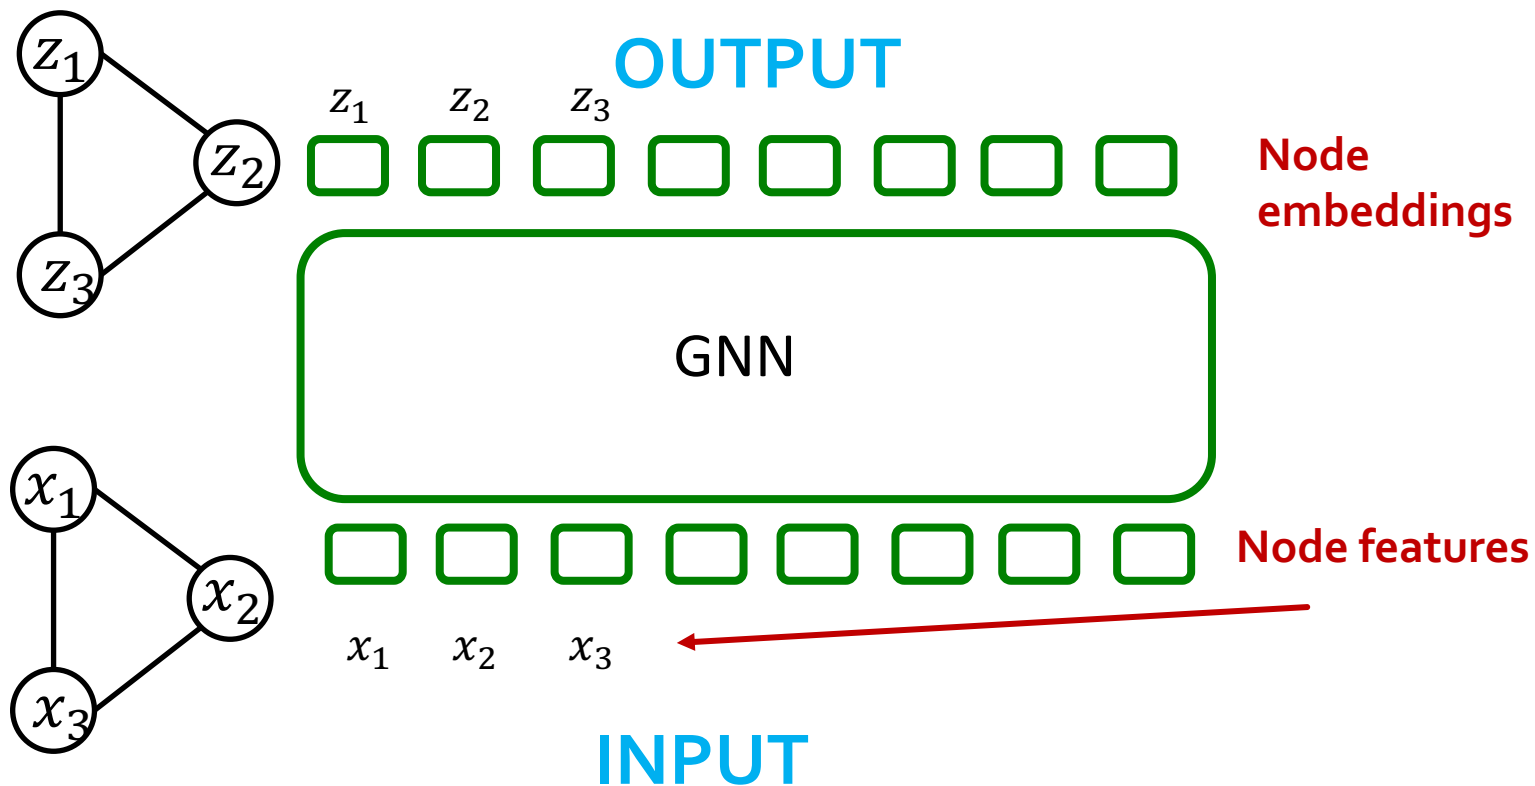 OUTPUT
z₁
z₂
z₃
z₁ z₂ z₃
Node
embeddings
GNN
x₁
x₂
x₃
Node features
x₁ x₂ x₃
INPUT